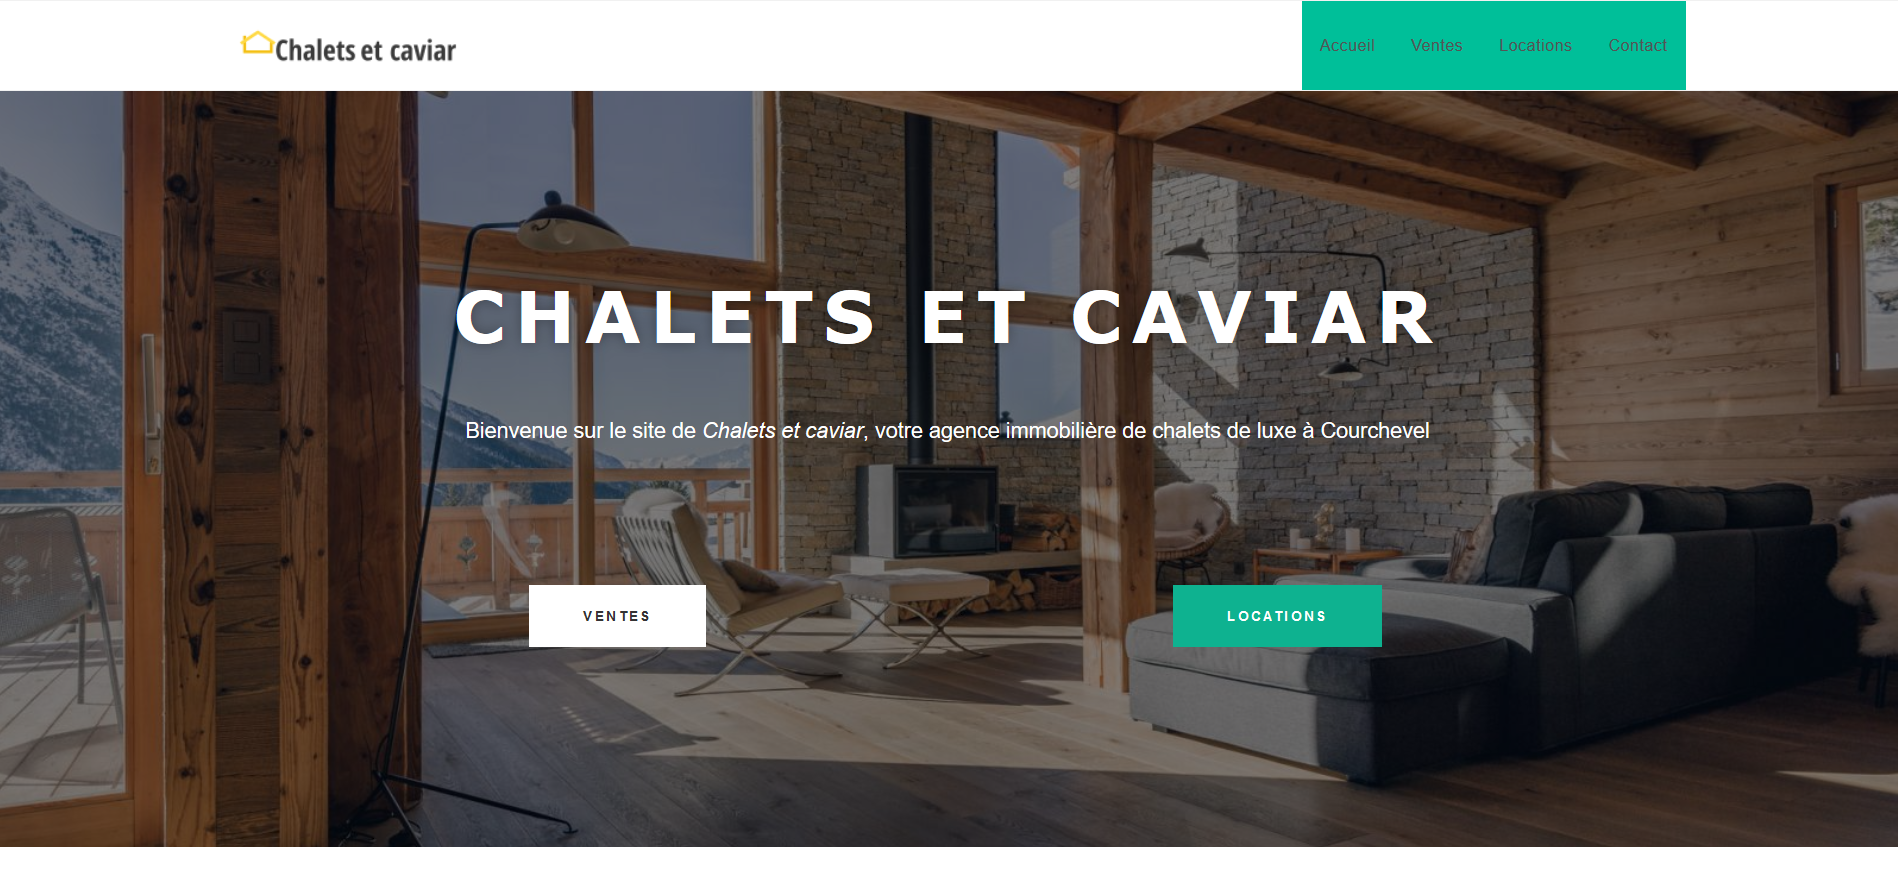 Chalets et caviar
Accueil Ventes Locations Contact
CHALETS ET CAVIAR
Bienvenue sur le site de Chalets et caviar, votre agence immobilière de chalets de luxe à Courchevel
VENTES
LOCATIONS